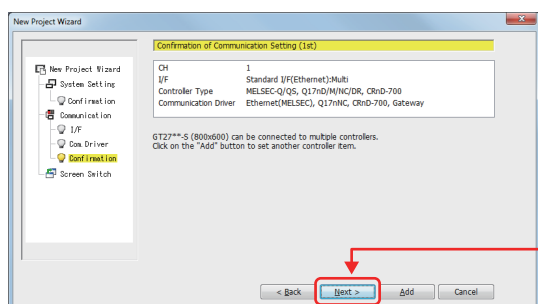 New Project Wizard
Confirmation of Communication Setting (1st)
New Project Wizard
System Setting
Confirmation
Communication
I/F
Com. Driver
Confirmation
Screen Switch
CH 1
I/F Standard I/F(Ethernet):Multi
Controller Type MELSEC-Q/QS, Q17nD/M/NC/DR, CRnD-700
Communication Driver Ethernet(MELSEC), Q17nNC, CRnD-700, Gateway
GT27**-S (800x600) can be connected to multiple controllers.
Click on the "Add" button to set another controller item.
< Back Next > Add Cancel